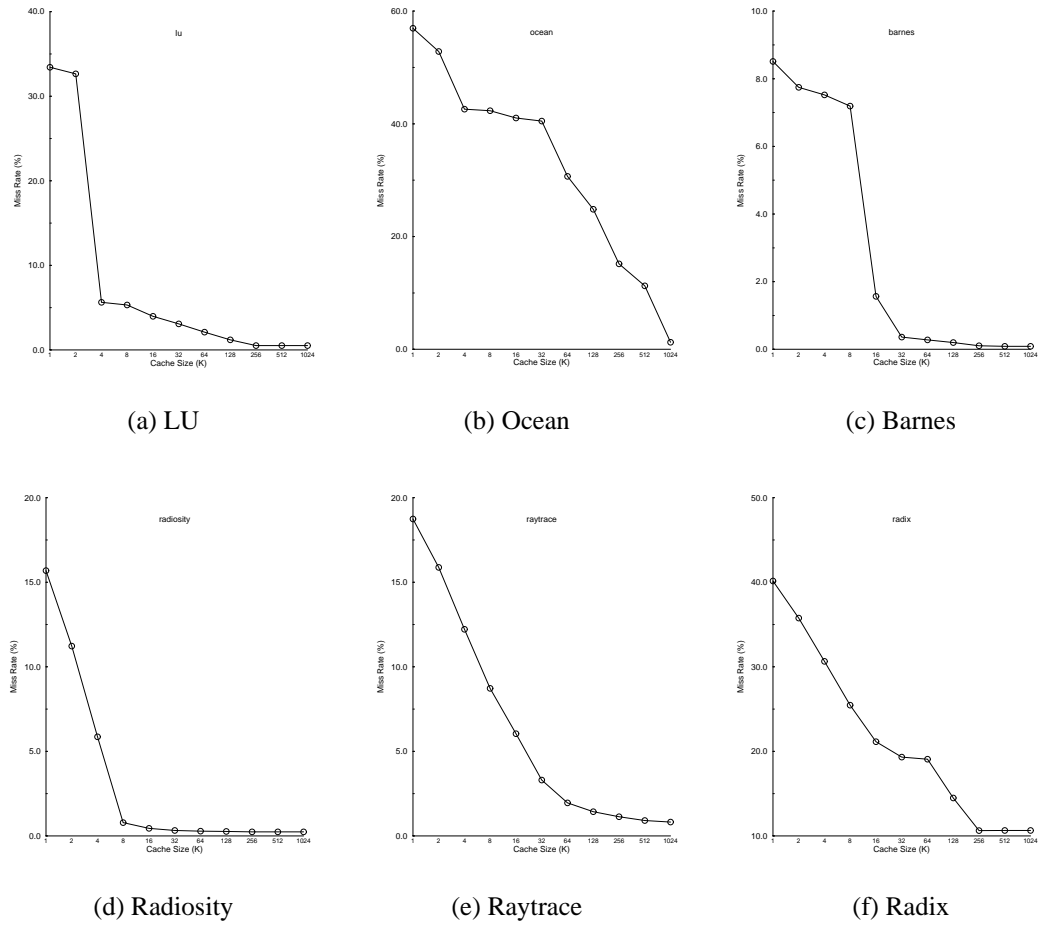 lu
40.0
30.0
20.0
10.0
0.0
Miss Rate (%)
1 2 4 8 16 32 64 128 256 512 1024
Cache Size (K)
(a) LU
ocean
60.0
40.0
20.0
0.0
Miss Rate (%)
1 2 4 8 16 32 64 128 256 512 1024
Cache Size (K)
(b) Ocean
barnes
10.0
8.0
6.0
4.0
2.0
0.0
Miss Rate (%)
1 2 4 8 16 32 64 128 256 512 1024
Cache Size (K)
(c) Barnes
radiosity
20.0
15.0
10.0
5.0
0.0
Miss Rate (%)
1 2 4 8 16 32 64 128 256 512 1024
Cache Size (K)
(d) Radiosity
raytrace
20.0
15.0
10.0
5.0
0.0
Miss Rate (%)
1 2 4 8 16 32 64 128 256 512 1024
Cache Size (K)
(e) Raytrace
radix
50.0
40.0
30.0
20.0
10.0
Miss Rate (%)
1 2 4 8 16 32 64 128 256 512 1024
Cache Size (K)
(f) Radix